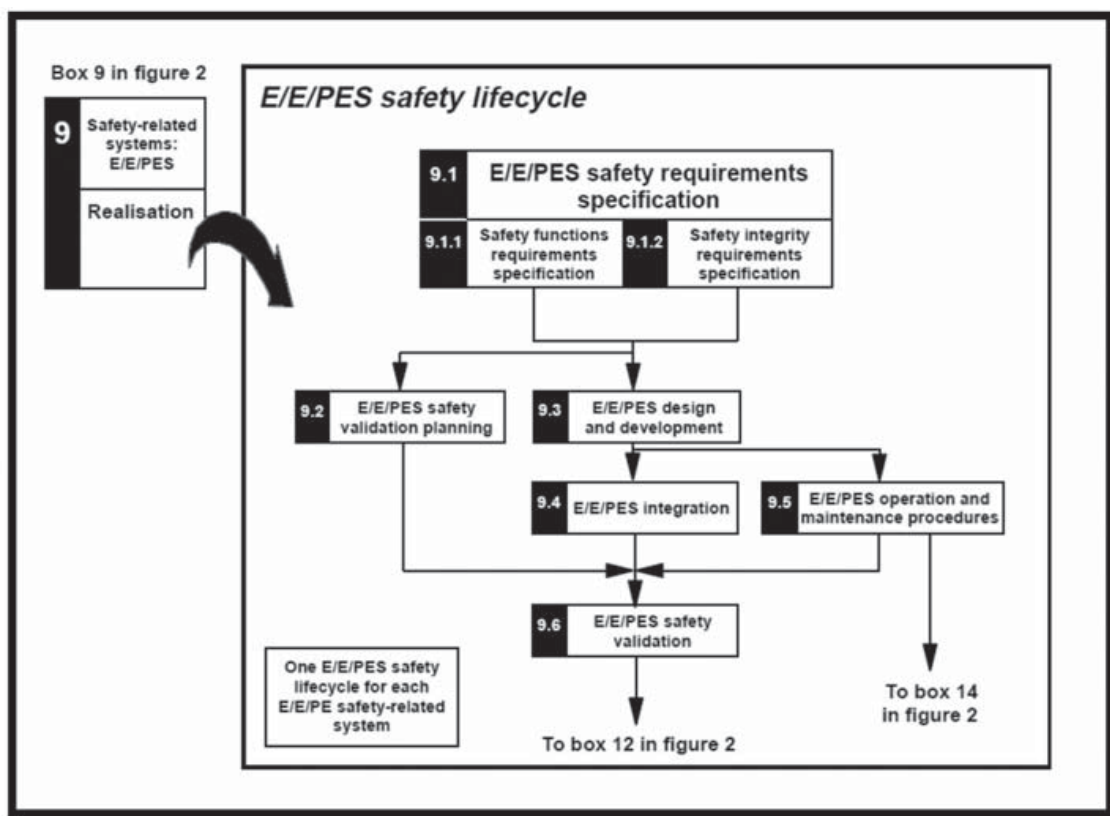 Box 9 in figure 2
9
Safety-related
systems:
E/E/PES
Realisation
E/E/PES safety lifecycle
9.1
E/E/PES safety requirements
specification
9.1.1
Safety functions
requirements
specification
9.1.2
Safety integrity
requirements
specification
9.2
E/E/PES safety
validation planning
9.3
E/E/PES design
and development
9.4
E/E/PES integration
9.5
E/E/PES operation and
maintenance procedures
9.6
E/E/PES safety
validation
One E/E/PES safety
lifecycle for each
E/E/PE safety-related
system
To box 12 in figure 2
To box 14
in figure 2